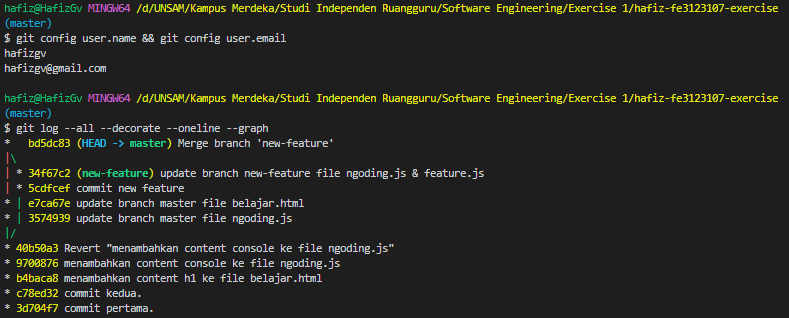 hafiz@HafizGv MINGW64 /d/UNSAM/Kampus Merdeka/Studi Independen Ruangguru/Software Engineering/Exercise 1/hafiz-fe3123107-exercise
(master)
$ git config user.name && git config user.email
hafizgv
hafizgv@gmail.com

hafiz@HafizGv MINGW64 /d/UNSAM/Kampus Merdeka/Studi Independen Ruangguru/Software Engineering/Exercise 1/hafiz-fe3123107-exercise
(master)
$ git log --all --decorate --oneline --graph
*   bd5dc83 (HEAD -> master) Merge branch 'new-feature'
|\
| * 34f67c2 (new-feature) update branch new-feature file ngoding.js & feature.js
| * 5cdfcef commit new feature
* | e7ca67e update branch master file belajar.html
* | 3574939 update branch master file ngoding.js
|/
* 40b50a3 Revert "menambahkan content console ke file ngoding.js"
* 9700876 menambahkan content console ke file ngoding.js
* b4baca8 menambahkan content h1 ke file belajar.html
* c78ed32 commit kedua.
* 3d704f7 commit pertama.